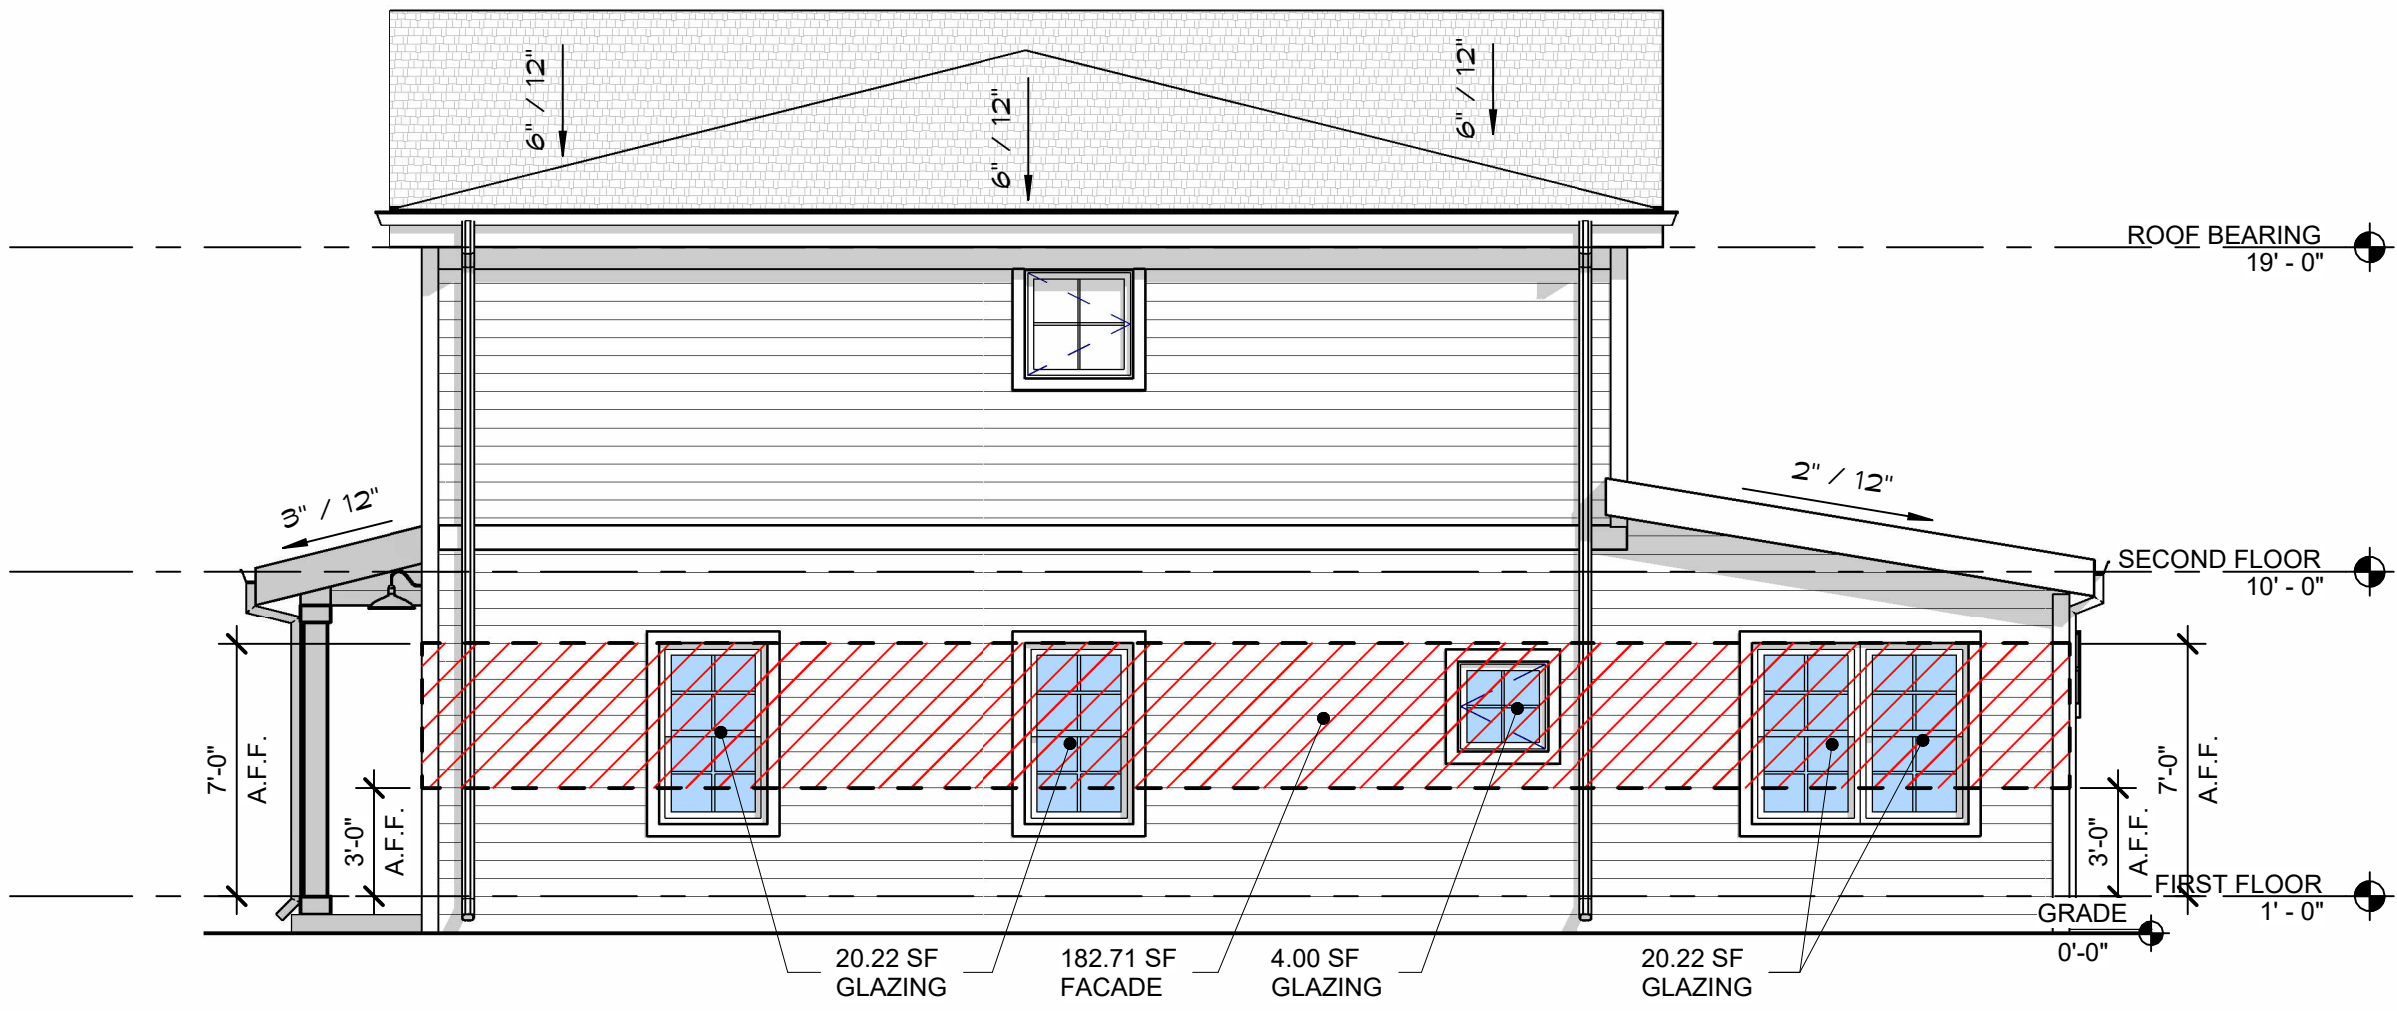 6" / 12"
6" / 12"
6" / 12"
ROOF BEARING
19' - 0"
3" / 12"
2" / 12"
SECOND FLOOR
10' - 0"
7'-0"
A.F.F.
3'-0"
A.F.F.
7'-0"
A.F.F.
3'-0"
A.F.F.
FIRST FLOOR
1' - 0"
GRADE
0'-0"
20.22 SF
GLAZING
182.71 SF
FACADE
4.00 SF
GLAZING
20.22 SF
GLAZING